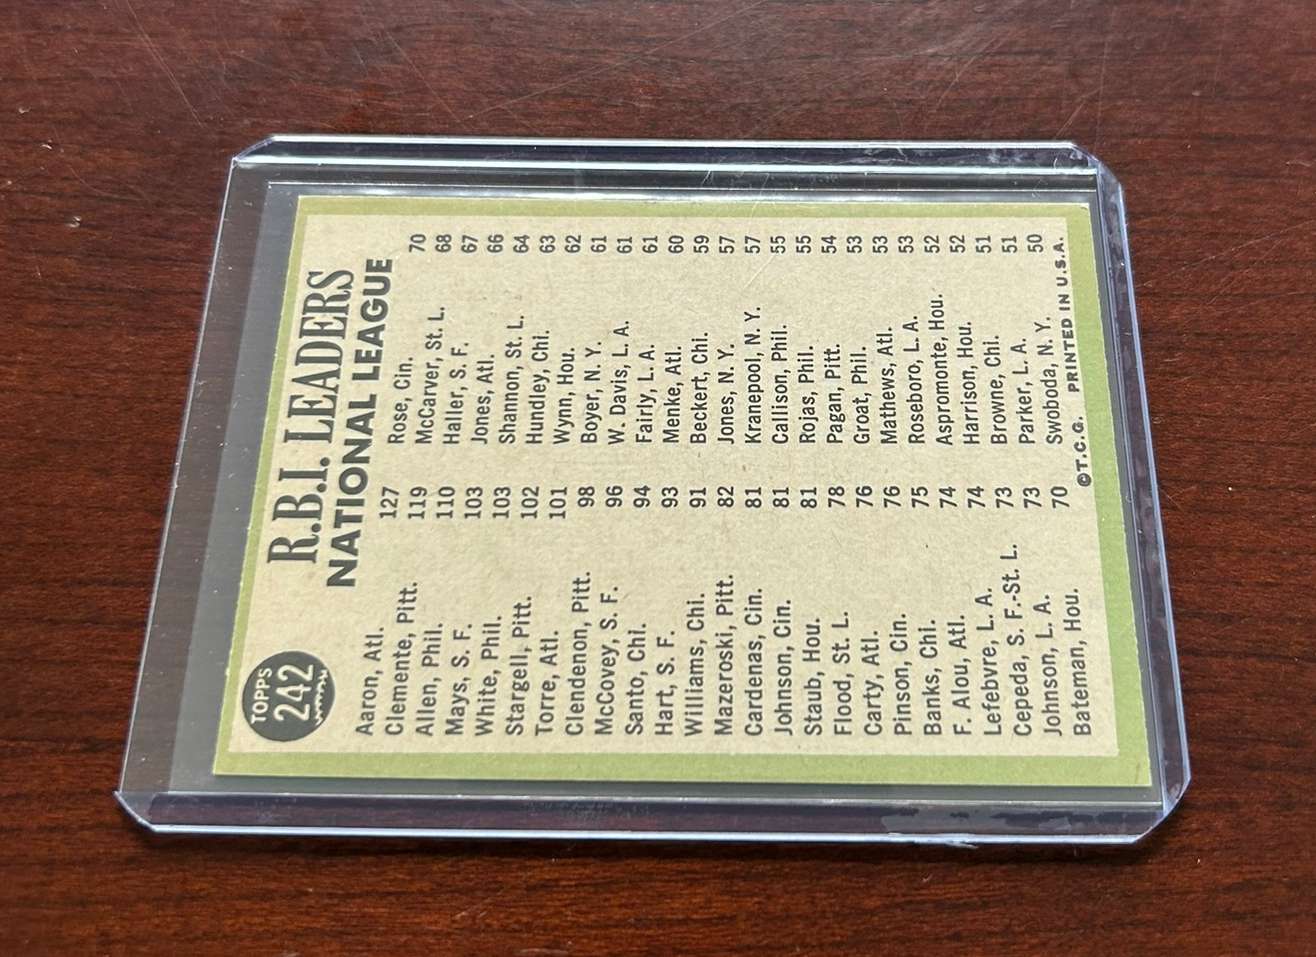 TOPPS
242
R.B.I. LEADERS
NATIONAL LEAGUE
Aaron, Atl. 127 Rose, Cin. 70
Clemente, Pitt. 119 McCarver, St. L. 68
Allen, Phil. 110 Haller, S. F. 67
Mays, S. F. 103 Jones, Atl. 66
White, Phil. 103 Shannon, St. L. 64
Stargell, Pitt. 102 Hundley, Chi. 63
Torre, Atl. 101 Wynn, Hou. 62
Clendenon, Pitt. 98 Boyer, N. Y. 61
McCovey, S. F. 96 W. Davis, L. A. 61
Santo, Chi. 94 Fairly, L. A. 61
Hart, S. F. 93 Menke, Atl. 60
Williams, Chi. 91 Beckert, Chi. 59
Mazeroski, Pitt. 82 Jones, N. Y. 57
Cardenas, Cin. 81 Kranepool, N. Y. 57
Johnson, Cin. 81 Callison, Phil. 55
Staub, Hou. 81 Rojas, Phil. 55
Flood, St. L. 78 Pagan, Pitt. 54
Carty, Atl. 76 Groat, Phil. 53
Pinson, Cin. 76 Mathews, Atl. 53
Banks, Chi. 75 Roseboro, L. A. 53
F. Alou, Atl. 74 Aspromonte, Hou. 52
Lefebvre, L. A. 74 Harrison, Hou. 52
Cepeda, S. F.-St. L. 73 Browne, Chi. 51
Johnson, L. A. 73 Parker, L. A. 51
Bateman, Hou. 70 Swoboda, N. Y. 50
©T.C.G. PRINTED IN U.S.A.